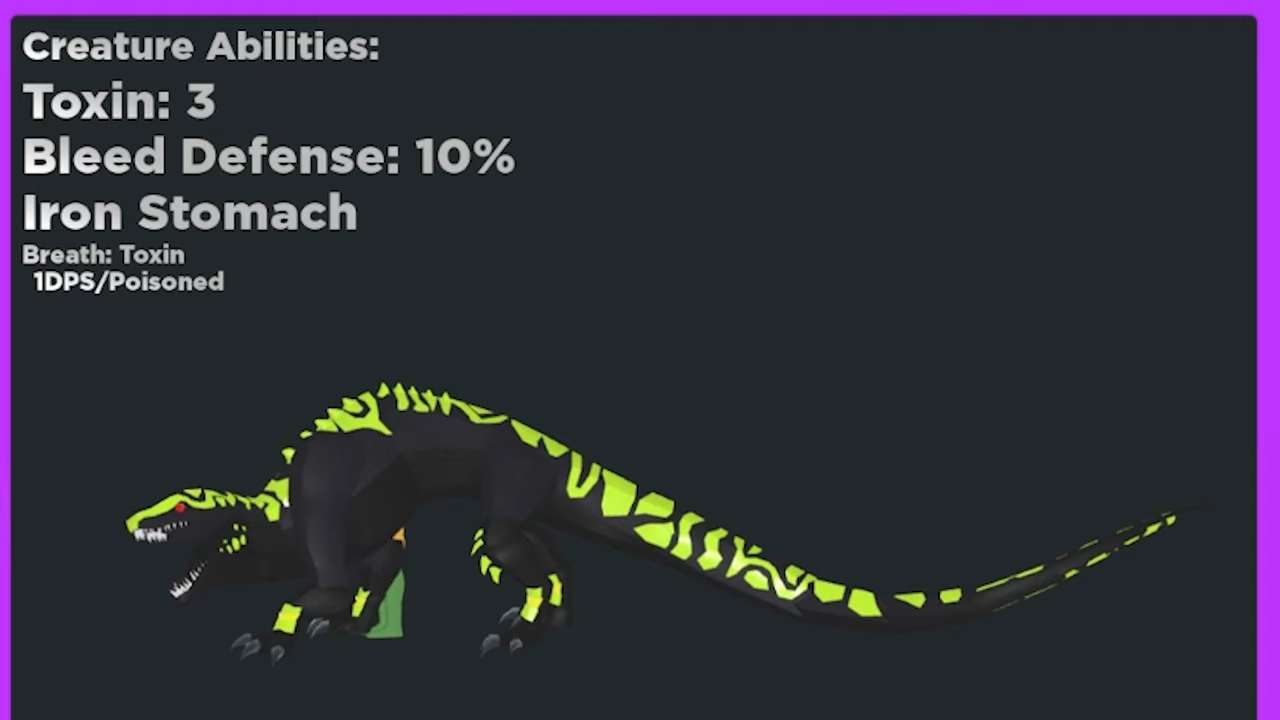 Creature Abilities:
Toxin: 3
Bleed Defense: 10%
Iron Stomach
Breath: Toxin
1DPS/Poisoned